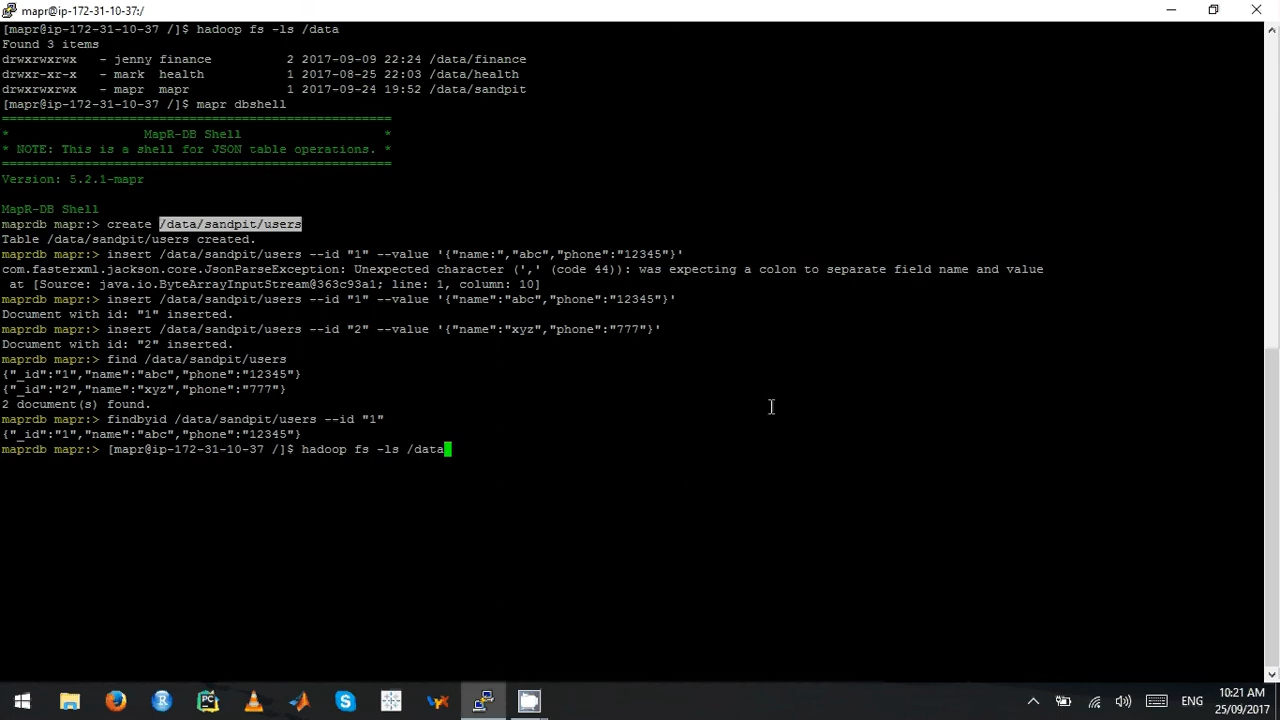 mapr@ip-172-31-10-37:/
[mapr@ip-172-31-10-37 /]$ hadoop fs -ls /data
Found 3 items
drwxrwxrwx   - jenny finance          2 2017-09-09 22:24 /data/finance
drwxr-xr-x   - mark  health           1 2017-08-25 22:03 /data/health
drwxrwxrwx   - mapr  mapr             1 2017-09-24 19:52 /data/sandpit
[mapr@ip-172-31-10-37 /]$ mapr dbshell
====================================================
*                  MapR-DB Shell                   *
* NOTE: This is a shell for JSON table operations. *
====================================================
Version: 5.2.1-mapr
MapR-DB Shell
maprdb mapr:> create /data/sandpit/users
Table /data/sandpit/users created.
maprdb mapr:> insert /data/sandpit/users --id "1" --value '{"name:","abc","phone":"12345"}'
com.fasterxml.jackson.core.JsonParseException: Unexpected character (',' (code 44)): was expecting a colon to separate field name and value
 at [Source: java.io.ByteArrayInputStream@363c93a1; line: 1, column: 10]
maprdb mapr:> insert /data/sandpit/users --id "1" --value '{"name":"abc","phone":"12345"}'
Document with id: "1" inserted.
maprdb mapr:> insert /data/sandpit/users --id "2" --value '{"name":"xyz","phone":"777"}'
Document with id: "2" inserted.
maprdb mapr:> find /data/sandpit/users
{"_id":"1","name":"abc","phone":"12345"}
{"_id":"2","name":"xyz","phone":"777"}
2 document(s) found.
maprdb mapr:> findbyid /data/sandpit/users --id "1"
{"_id":"1","name":"abc","phone":"12345"}
maprdb mapr:> [mapr@ip-172-31-10-37 /]$ hadoop fs -ls /data
ENG
10:21 AM
25/09/2017